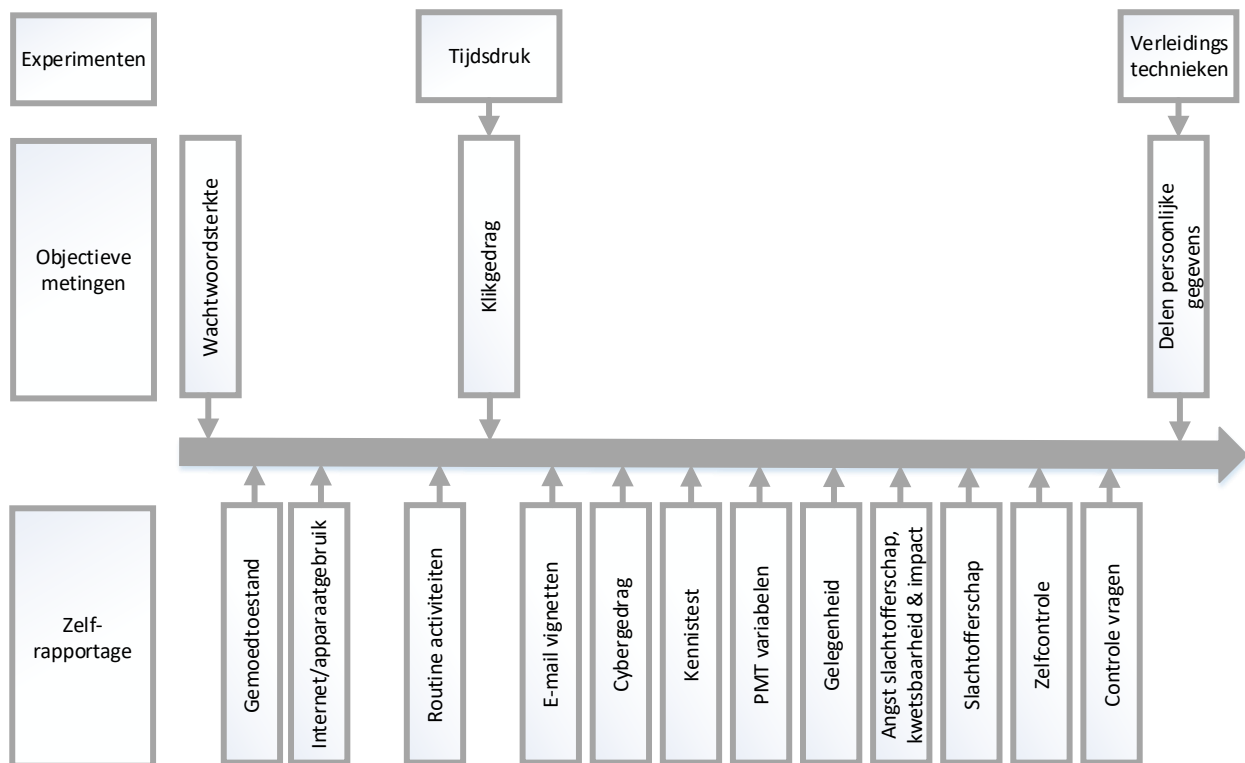 Experimenten
Tijdsdruk
Verleidings
technieken
Objectieve
metingen
Wachtwoordsterkte
Klikgedrag
Delen persoonlijke
gegevens
Zelf-
rapportage
Gemoedtoestand
Internet/apparaatgebruik
Routine activiteiten
E-mail vignetten
Cybergedrag
Kennistest
PMT variabelen
Gelegenheid
Angst slachtofferschap,
kwetsbaarheid & impact
Slachtofferschap
Zelfcontrole
Controle vragen